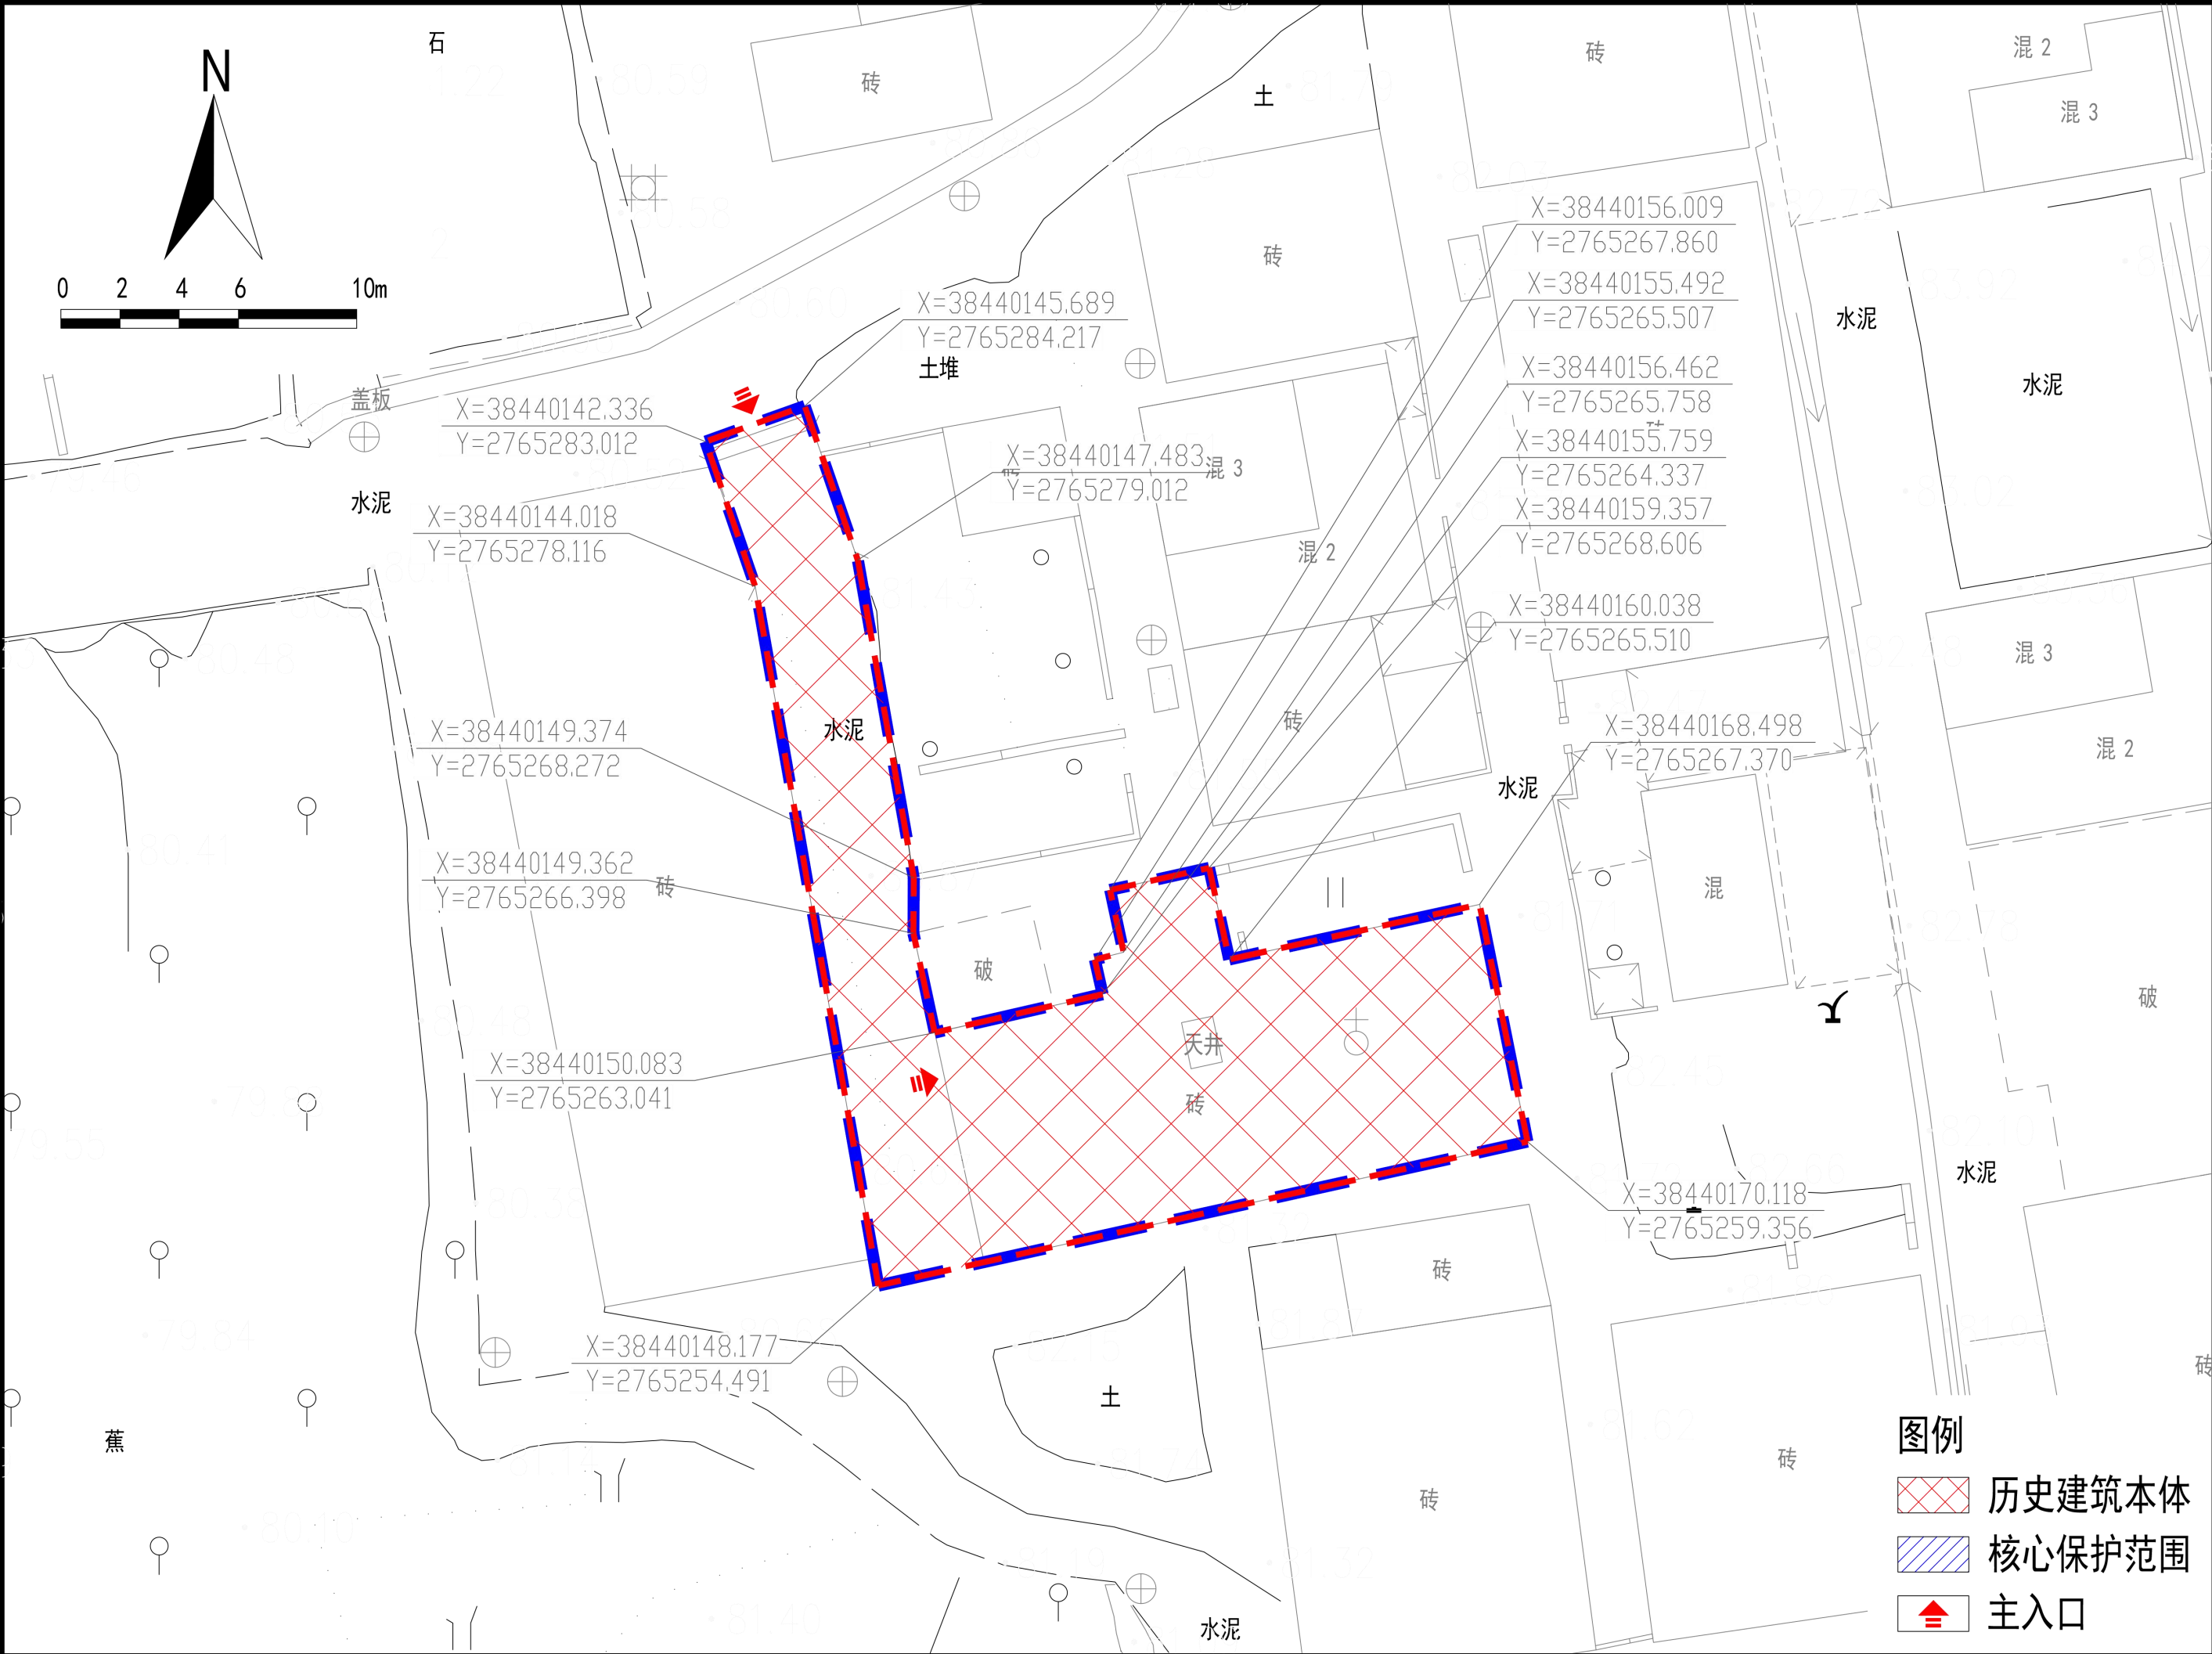 石
N
砖
土
砖
混 2
混 3
0 2 4 6 10m
砖
X=38440156.009
Y=2765267.860
X=38440155.492
Y=2765265.507
水泥
水泥
X=38440145.689
Y=2765284.217
土堆
X=38440156.462
Y=2765265.758
盖板
X=38440142.336
Y=2765283.012
X=38440155.759
Y=2765264.337
X=38440147.483
Y=2765279.012
混 3
水泥
X=38440144.018
Y=2765278.116
X=38440159.357
Y=2765268.606
混 2
X=38440160.038
Y=2765265.510
混 3
X=38440149.374
Y=2765268.272
水泥
砖
X=38440168.498
Y=2765267.370
混 2
水泥
X=38440149.362
Y=2765266.398
砖
混
破
破
天井
砖
X=38440150.083
Y=2765263.041
水泥
X=38440170.118
Y=2765259.356
砖
X=38440148.177
Y=2765254.491
砖
土
蕉
砖
砖
水泥
图例
历史建筑本体
核心保护范围
主入口